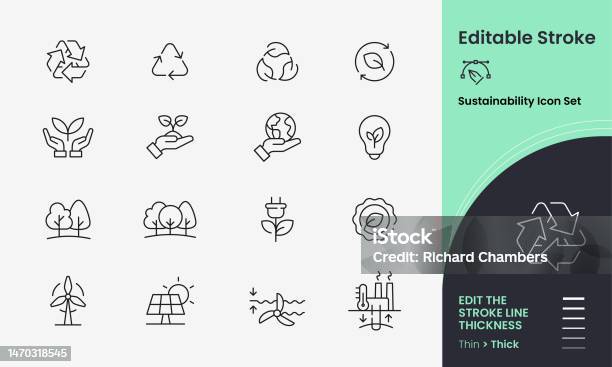 Editable Stroke
Sustainability Icon Set
iStock
Credit: Richard Chambers
EDIT THE
STROKE LINE
THICKNESS
Thin > Thick
1470318545